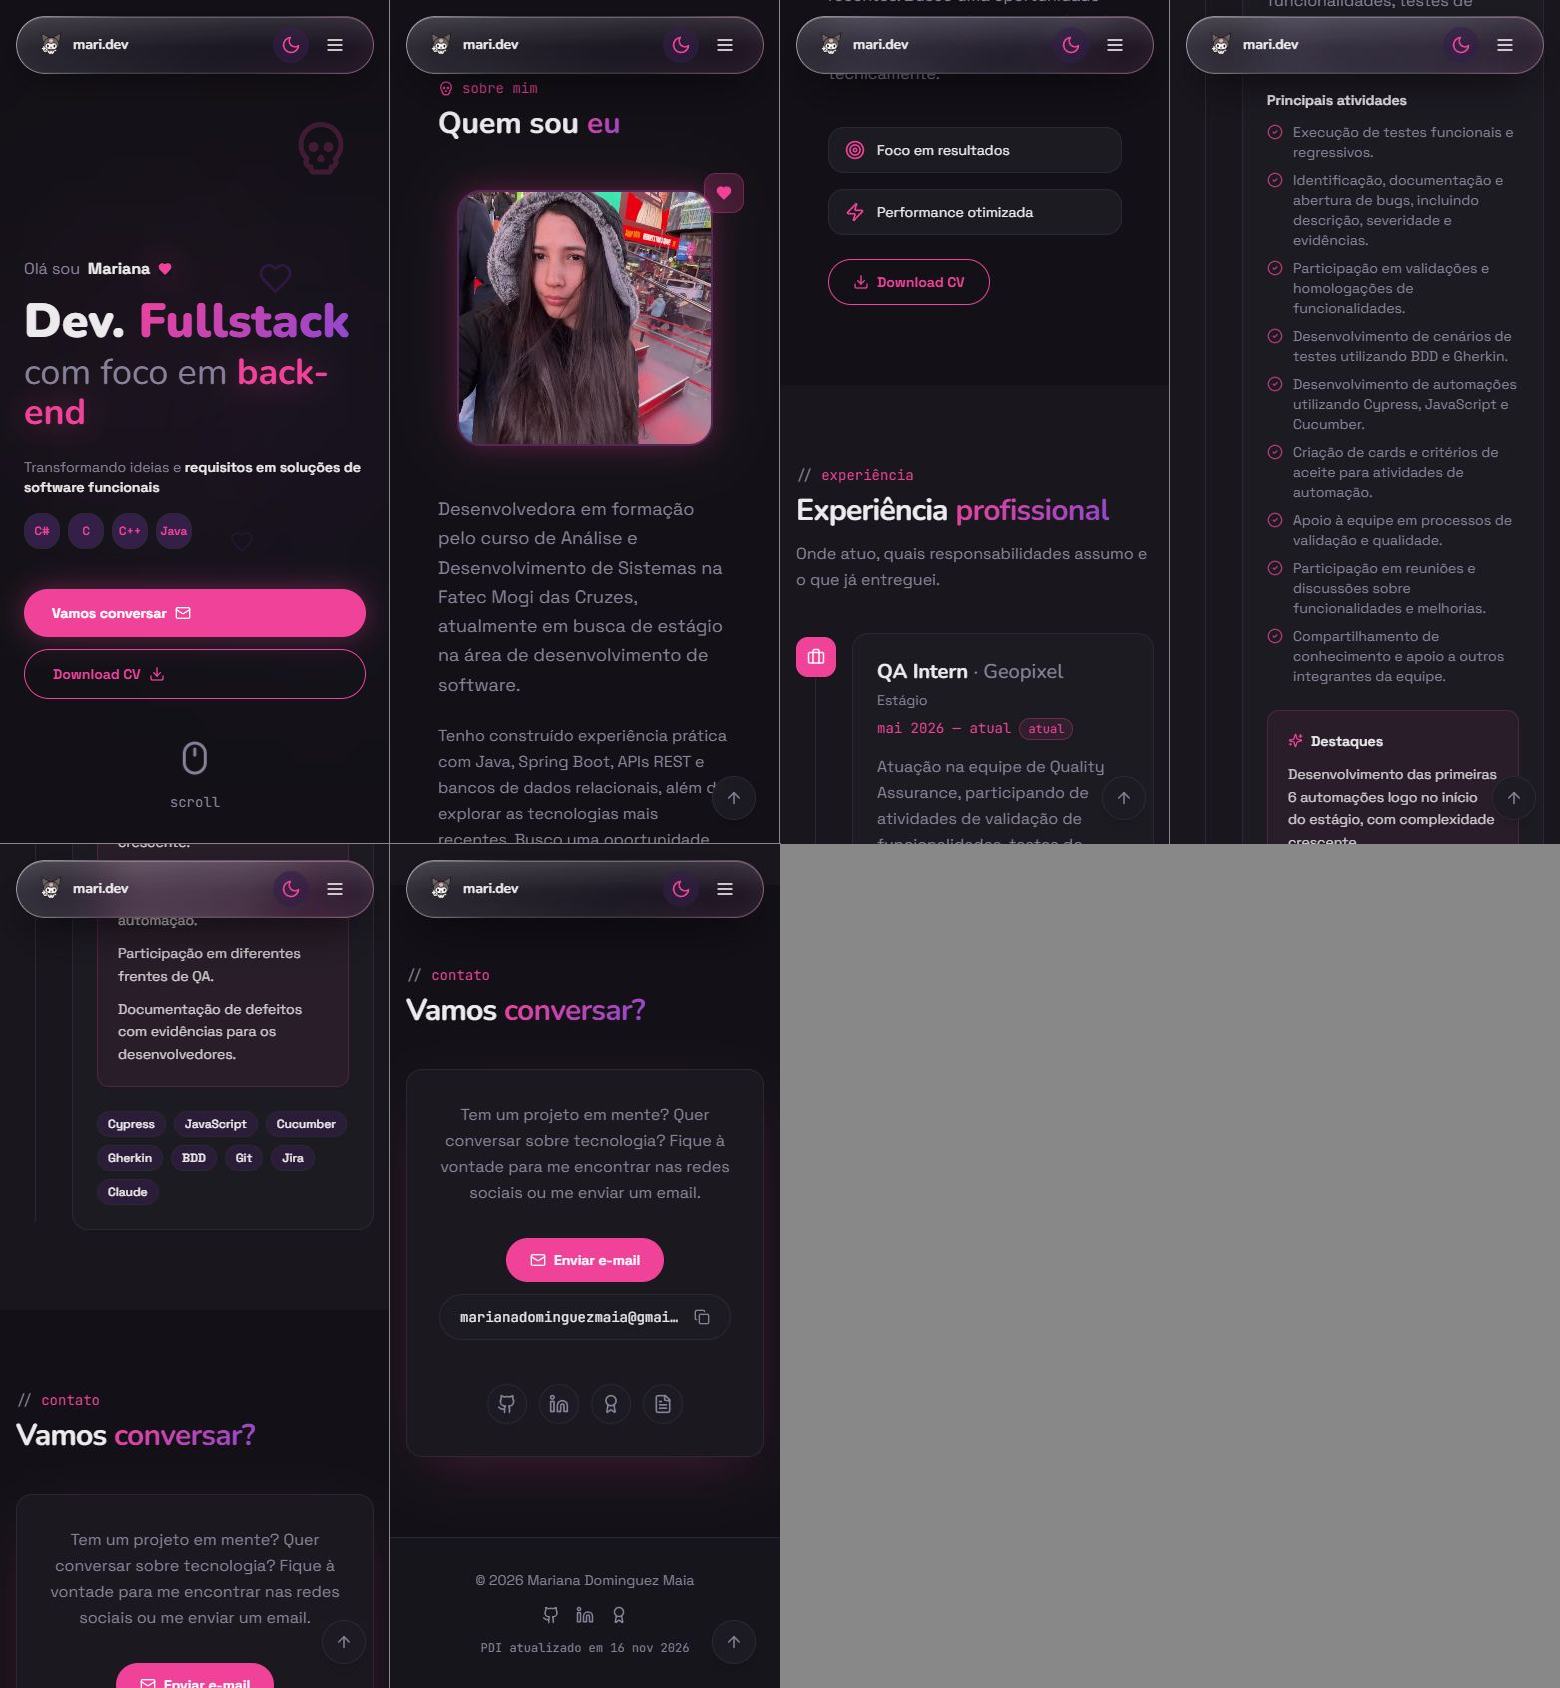 mari.dev
Olá sou Mariana
Dev. Fullstack
com foco em back-
end
Transformando ideias e requisitos em soluções de
software funcionais
C# C C++ Java
Vamos conversar
Download CV
scroll
mari.dev
sobre mim
Quem sou eu
Desenvolvedora em formação
pelo curso de Análise e
Desenvolvimento de Sistemas na
Fatec Mogi das Cruzes,
atualmente em busca de estágio
na área de desenvolvimento de
software.
Tenho construído experiência prática
com Java, Spring Boot, APIs REST e
bancos de dados relacionais, além d
explorar as tecnologias mais
recentes. Busco uma oportunidade
mari.dev
tecnicamente.
Foco em resultados
Performance otimizada
Download CV
// experiência
Experiência profissional
Onde atuo, quais responsabilidades assumo e
o que já entreguei.
QA Intern · Geopixel
Estágio
mai 2026 — atual atual
Atuação na equipe de Quality
Assurance, participando de
atividades de validação de
funcionalidades, testes de
funcionalidades, testes de
mari.dev
Principais atividades
Execução de testes funcionais e
regressivos.
Identificação, documentação e
abertura de bugs, incluindo
descrição, severidade e
evidências.
Participação em validações e
homologações de
funcionalidades.
Desenvolvimento de cenários de
testes utilizando BDD e Gherkin.
Desenvolvimento de automações
utilizando Cypress, JavaScript e
Cucumber.
Criação de cards e critérios de
aceite para atividades de
automação.
Apoio à equipe em processos de
validação e qualidade.
Participação em reuniões e
discussões sobre
funcionalidades e melhorias.
Compartilhamento de
conhecimento e apoio a outros
integrantes da equipe.
Destaques
Desenvolvimento das primeiras
6 automações logo no início
do estágio, com complexidade
crescente.
crescente.
mari.dev
automação.
Participação em diferentes
frentes de QA.
Documentação de defeitos
com evidências para os
desenvolvedores.
Cypress JavaScript Cucumber
Gherkin BDD Git Jira
Claude
// contato
Vamos conversar?
Tem um projeto em mente? Quer
conversar sobre tecnologia? Fique à
vontade para me encontrar nas redes
sociais ou me enviar um email.
Enviar e-mail
mari.dev
// contato
Vamos conversar?
Tem um projeto em mente? Quer
conversar sobre tecnologia? Fique à
vontade para me encontrar nas redes
sociais ou me enviar um email.
Enviar e-mail
marianadominguezmaia@gmai…
© 2026 Mariana Dominguez Maia
PDI atualizado em 16 nov 2026